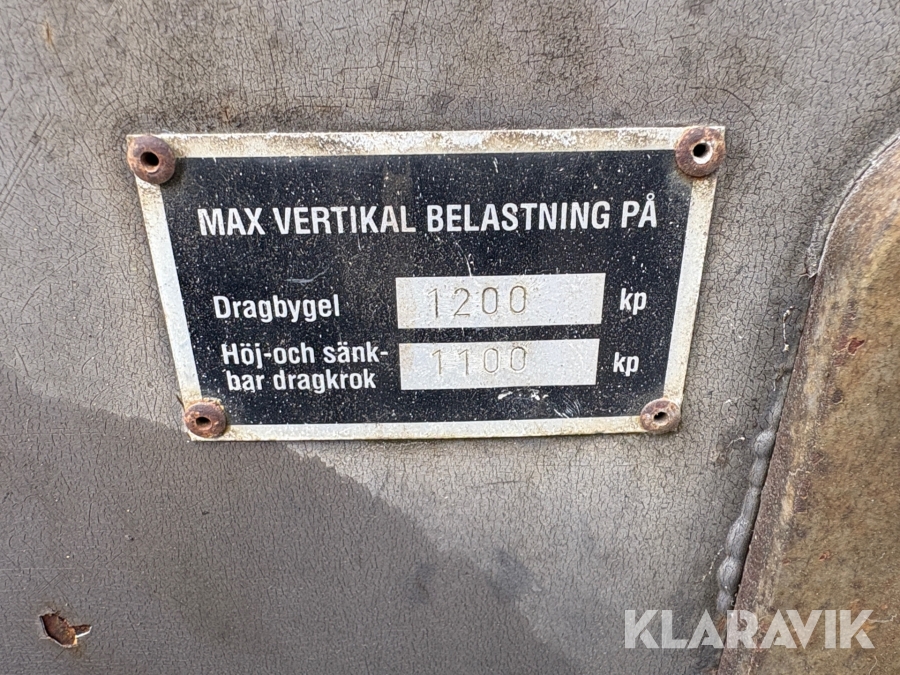 MAX VERTIKAL BELASTNING PÅ
Dragbygel 1200 kp
Höj-och sänk-
bar dragkrok 1100 kp
KLARAVIK